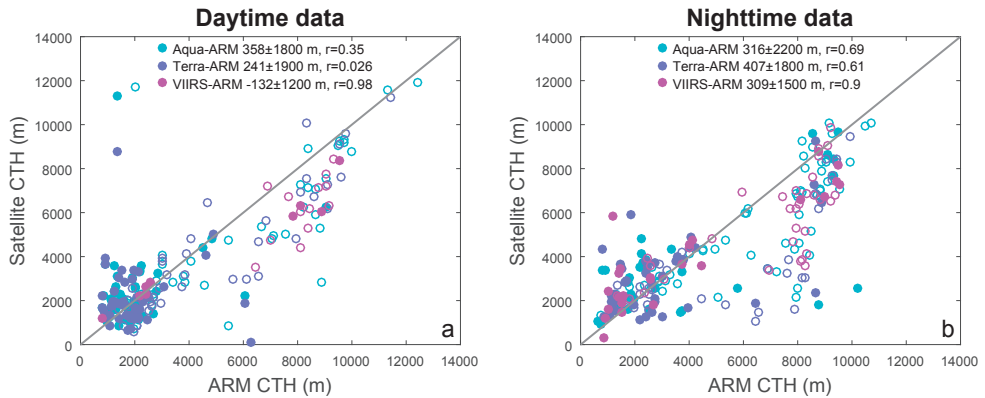 Daytime data
Aqua-ARM 358±1800 m, r=0.35
Terra-ARM 241±1900 m, r=0.026
VIIRS-ARM -132±1200 m, r=0.98
14000
12000
10000
8000
6000
4000
2000
0
Satellite CTH (m)
a
0 2000 4000 6000 8000 10000 12000 14000
ARM CTH (m)
Nighttime data
Aqua-ARM 316±2200 m, r=0.69
Terra-ARM 407±1800 m, r=0.61
VIIRS-ARM 309±1500 m, r=0.9
14000
12000
10000
8000
6000
4000
2000
0
Satellite CTH (m)
b
0 2000 4000 6000 8000 10000 12000 14000
ARM CTH (m)